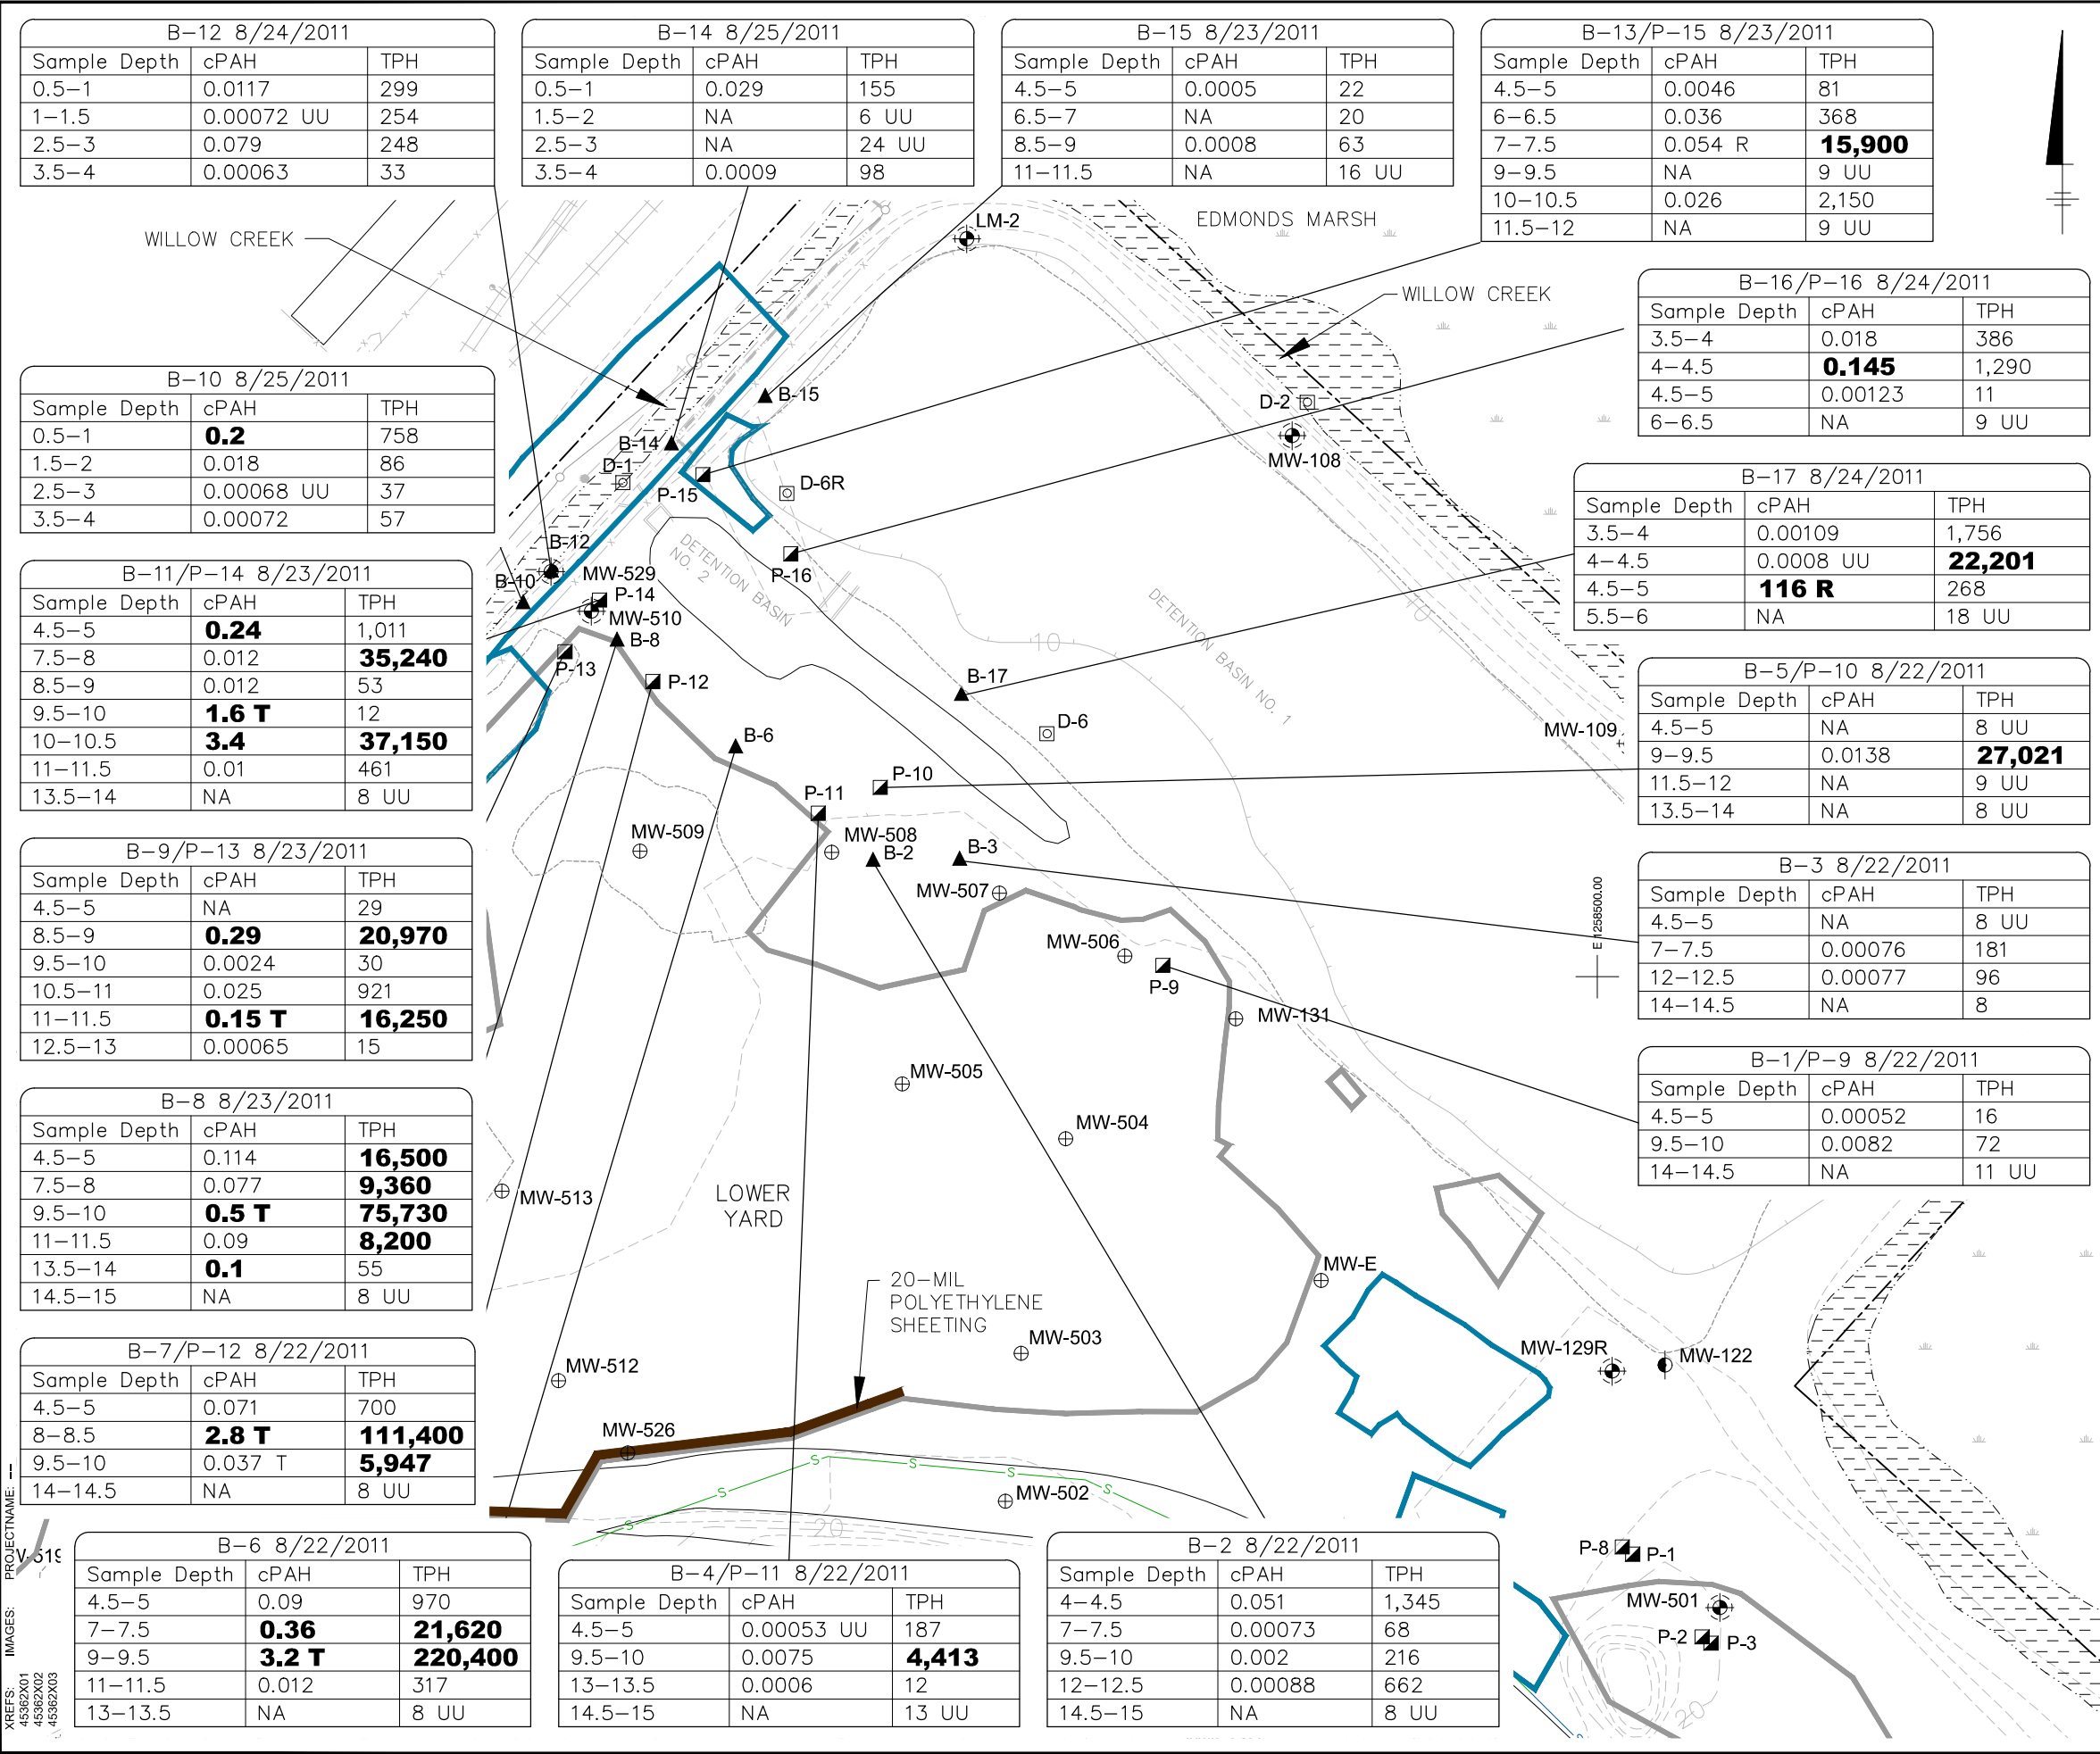 B-12 8/24/2011
Sample Depth cPAH TPH
0.5-1 0.0117 299
1-1.5 0.00072 UU 254
2.5-3 0.079 248
3.5-4 0.00063 33
B-14 8/25/2011
Sample Depth cPAH TPH
0.5-1 0.029 155
1.5-2 NA 6 UU
2.5-3 NA 24 UU
3.5-4 0.0009 98
B-15 8/23/2011
Sample Depth cPAH TPH
4.5-5 0.0005 22
6.5-7 NA 20
8.5-9 0.0008 63
11-11.5 NA 16 UU
B-13/P-15 8/23/2011
Sample Depth cPAH TPH
4.5-5 0.0046 81
6-6.5 0.036 368
7-7.5 0.054 R 15,900
9-9.5 NA 9 UU
10-10.5 0.026 2,150
11.5-12 NA 9 UU
WILLOW CREEK
LM-2
EDMONDS MARSH
WILLOW CREEK
B-16/P-16 8/24/2011
Sample Depth cPAH TPH
3.5-4 0.018 386
4-4.5 0.145 1,290
4.5-5 0.00123 11
6-6.5 NA 9 UU
B-10 8/25/2011
Sample Depth cPAH TPH
0.5-1 0.2 758
1.5-2 0.018 86
2.5-3 0.00068 UU 37
3.5-4 0.00072 57
B-15
B-14
D-1
P-15
D-6R
D-2
MW-108
B-17 8/24/2011
Sample Depth cPAH TPH
3.5-4 0.00109 1,756
4-4.5 0.0008 UU 22,201
4.5-5 116 R 268
5.5-6 NA 18 UU
B-12
B-10
MW-529
P-14
MW-510
B-8
P-13
P-12
DETENTION BASIN
NO. 2
P-16
10
10
DETENTION BASIN NO. 1
B-11/P-14 8/23/2011
Sample Depth cPAH TPH
4.5-5 0.24 1,011
7.5-8 0.012 35,240
8.5-9 0.012 53
9.5-10 1.6 T 12
10-10.5 3.4 37,150
11-11.5 0.01 461
13.5-14 NA 8 UU
B-17
D-6
B-6
P-10
P-11
MW-109
B-5/P-10 8/22/2011
Sample Depth cPAH TPH
4.5-5 NA 8 UU
9-9.5 0.0138 27,021
11.5-12 NA 9 UU
13.5-14 NA 8 UU
B-9/P-13 8/23/2011
Sample Depth cPAH TPH
4.5-5 NA 29
8.5-9 0.29 20,970
9.5-10 0.0024 30
10.5-11 0.025 921
11-11.5 0.15 T 16,250
12.5-13 0.00065 15
MW-509
MW-508
B-2
B-3
MW-507
MW-506
P-9
MW-131
E 1258500.00
B-3 8/22/2011
Sample Depth cPAH TPH
4.5-5 NA 8 UU
7-7.5 0.00076 181
12-12.5 0.00077 96
14-14.5 NA 8
B-8 8/23/2011
Sample Depth cPAH TPH
4.5-5 0.114 16,500
7.5-8 0.077 9,360
9.5-10 0.5 T 75,730
11-11.5 0.09 8,200
13.5-14 0.1 55
14.5-15 NA 8 UU
MW-505
MW-504
MW-513
LOWER
YARD
B-1/P-9 8/22/2011
Sample Depth cPAH TPH
4.5-5 0.00052 16
9.5-10 0.0082 72
14-14.5 NA 11 UU
MW-E
20-MIL
POLYETHYLENE
SHEETING
MW-503
MW-512
MW-526
MW-502
MW-129R
MW-122
S
S
S
S
S
20
B-7/P-12 8/22/2011
Sample Depth cPAH TPH
4.5-5 0.071 700
8-8.5 2.8 T 111,400
9.5-10 0.037 T 5,947
14-14.5 NA 8 UU
B-6 8/22/2011
Sample Depth cPAH TPH
4.5-5 0.09 970
7-7.5 0.36 21,620
9-9.5 3.2 T 220,400
11-11.5 0.012 317
13-13.5 NA 8 UU
B-4/P-11 8/22/2011
Sample Depth cPAH TPH
4.5-5 0.00053 UU 187
9.5-10 0.0075 4,413
13-13.5 0.0006 12
14.5-15 NA 13 UU
B-2 8/22/2011
Sample Depth cPAH TPH
4-4.5 0.051 1,345
7-7.5 0.00073 68
9.5-10 0.002 216
12-12.5 0.00088 662
14.5-15 NA 8 UU
P-8
P-1
MW-501
P-2
P-3
20
XREFS: IMAGES: PROJECTNAME: --
45362X01
45362X02
45362X03